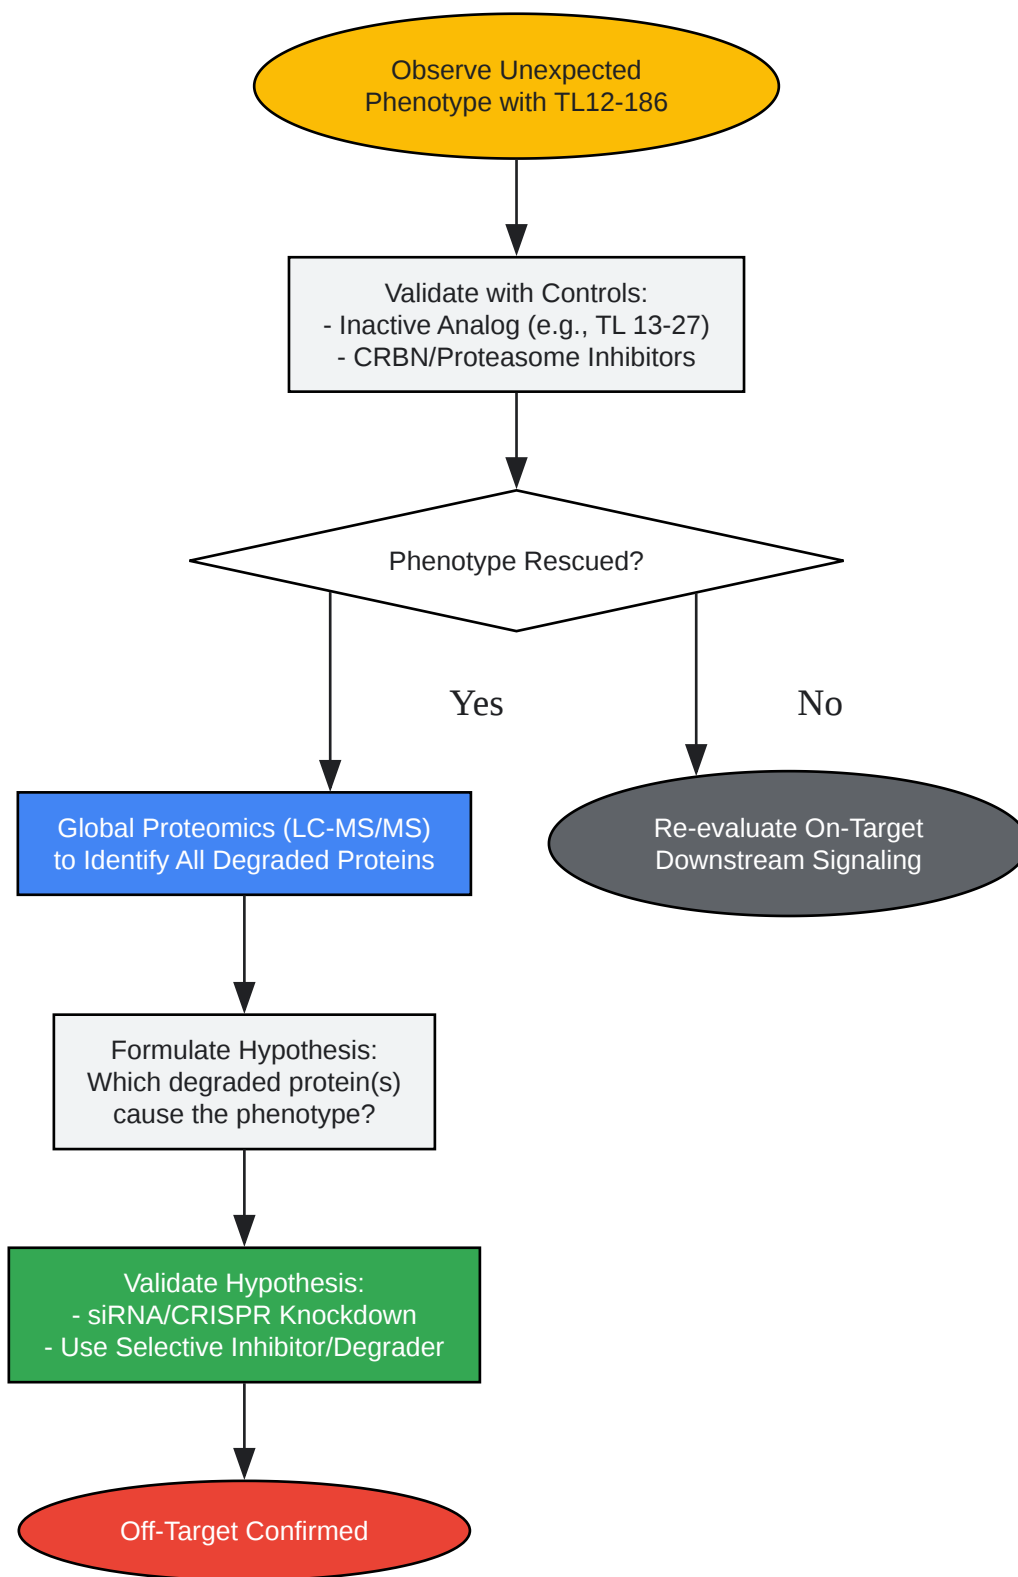 Observe Unexpected
Phenotype with TL12-186
Validate with Controls:
- Inactive Analog (e.g., TL 13-27)
- CRBN/Proteasome Inhibitors
Phenotype Rescued?
Yes
No
Global Proteomics (LC-MS/MS)
to Identify All Degraded Proteins
Re-evaluate On-Target
Downstream Signaling
Formulate Hypothesis:
Which degraded protein(s)
cause the phenotype?
Validate Hypothesis:
- siRNA/CRISPR Knockdown
- Use Selective Inhibitor/Degrader
Off-Target Confirmed